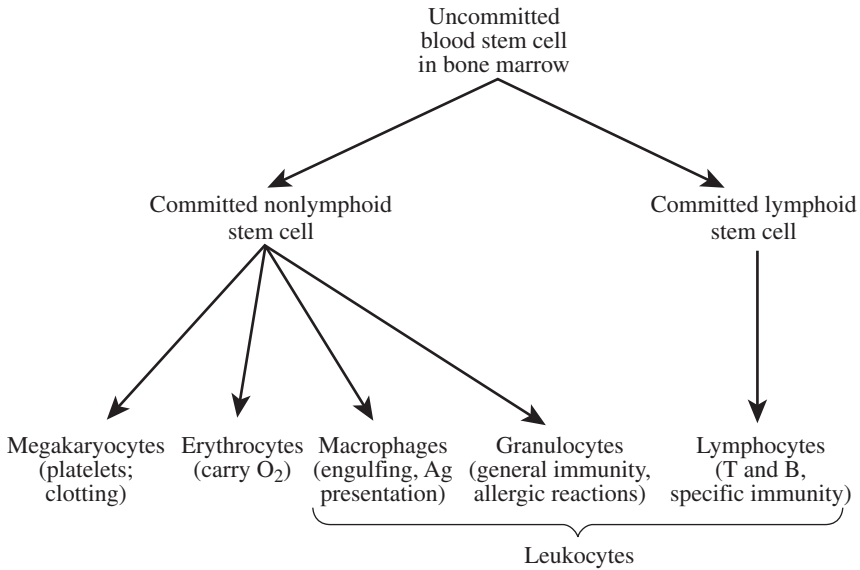 Uncommitted
blood stem cell
in bone marrow
Committed nonlymphoid
stem cell
Committed lymphoid
stem cell
Megakaryocytes
(platelets;
clotting)
Erythrocytes
(carry O₂)
Macrophages
(engulfing, Ag
presentation)
Granulocytes
(general immunity,
allergic reactions)
Lymphocytes
(T and B,
specific immunity)
Leukocytes